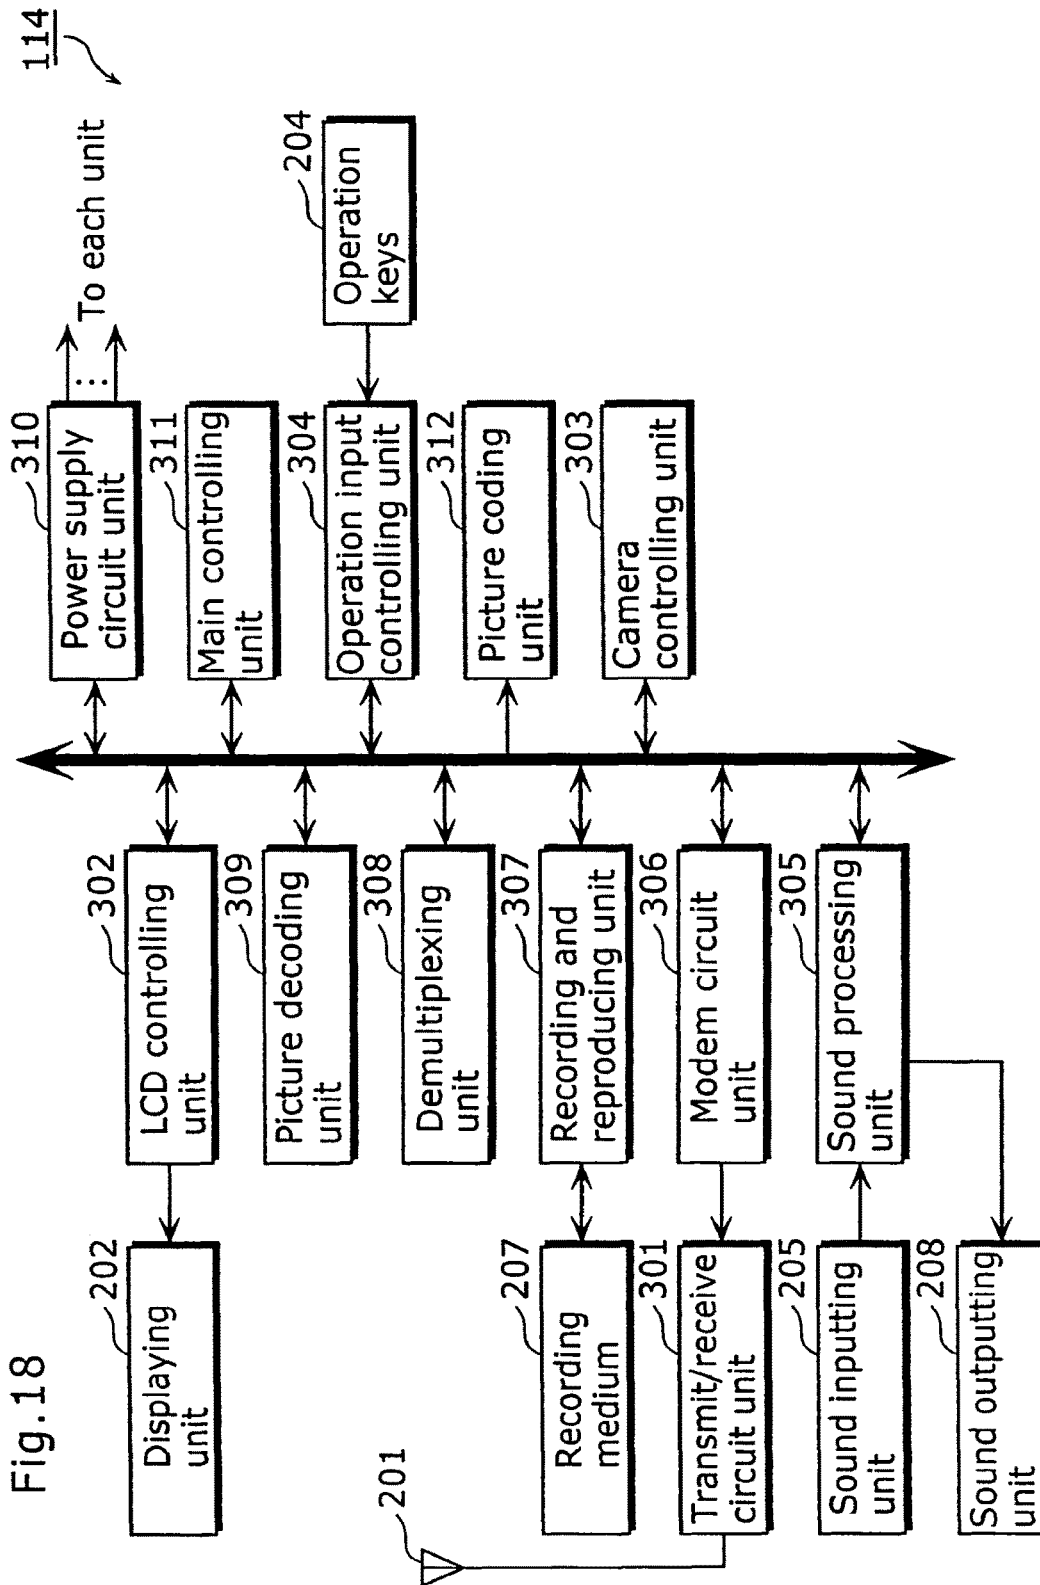 Fig.18
114
202
Displaying
unit
302
LCD controlling
unit
310
Power supply
circuit unit
To each unit
309
Picture decoding
unit
311
Main controlling
unit
308
Demultiplexing
unit
304
Operation input
controlling unit
204
Operation
keys
207
Recording
medium
307
Recording and
reproducing unit
312
Picture coding
unit
201
301
Transmit/receive
circuit unit
306
Modem circuit
unit
303
Camera
controlling unit
205
Sound inputting
unit
305
Sound processing
unit
208
Sound outputting
unit